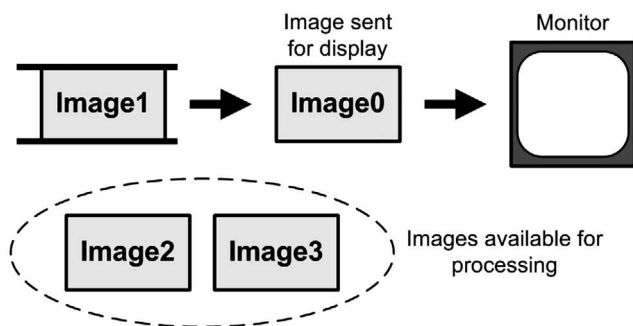 Image sent
for display
Monitor
Image1
Image0
Image2
Image3
Images available for
processing